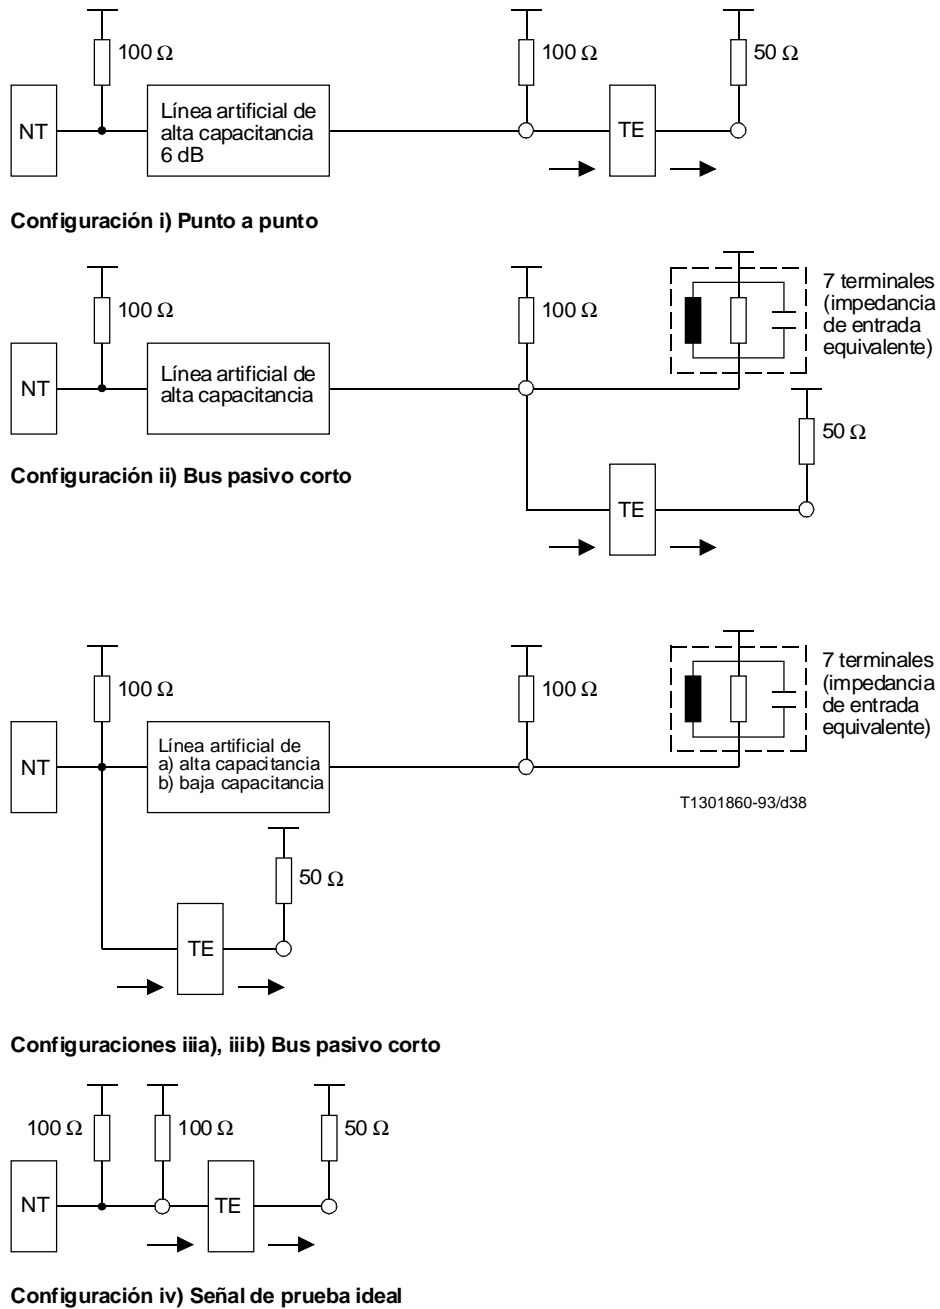 100 Ω
100 Ω
50 Ω
NT
Línea artificial de
alta capacitancia
6 dB
TE
Configuración i) Punto a punto
100 Ω
100 Ω
7 terminales
(impedancia
de entrada
equivalente)
NT
Línea artificial de
alta capacitancia
50 Ω
Configuración ii) Bus pasivo corto
TE
100 Ω
100 Ω
7 terminales
(impedancia
de entrada
equivalente)
NT
Línea artificial de
a) alta capacitancia
b) baja capacitancia
T1301860-93/d38
50 Ω
TE
Configuraciones iiia), iiib) Bus pasivo corto
100 Ω
100 Ω
50 Ω
NT
TE
Configuración iv) Señal de prueba ideal